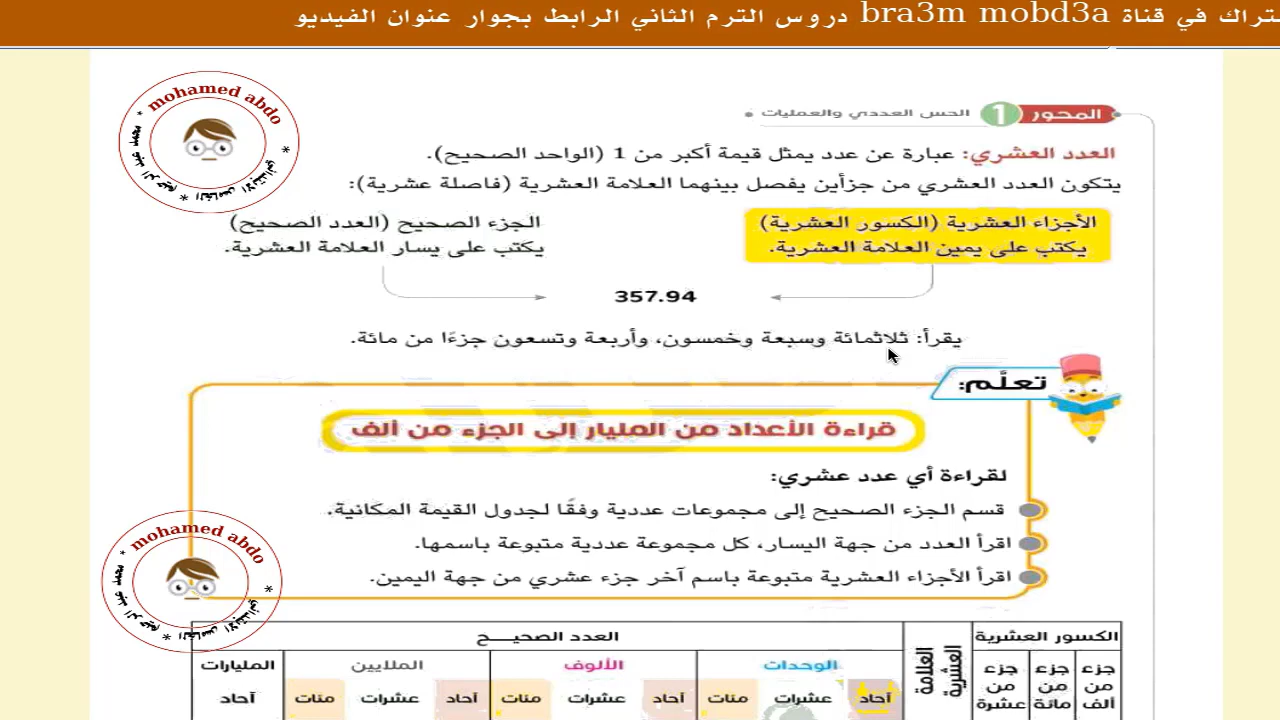 تراك في قناة bra3m mobd3a دروس الترم الثاني الرابط بجوار عنوان الفيديو
mohamed abdo
المحور 1 الحس العددي والعمليات
العدد العشري: عبارة عن عدد يمثل قيمة أكبر من 1 (الواحد الصحيح).
يتكون العدد العشري من جزأين يفصل بينهما العلامة العشرية (فاصلة عشرية):
الأجزاء العشرية (الكسور العشرية)
يكتب على يمين العلامة العشرية.
الجزء الصحيح (العدد الصحيح)
يكتب على يسار العلامة العشرية.
357.94
يقرأ: ثلاثمائة وسبعة وخمسون، وأربعة وتسعون جزءًا من مائة.
تعلَّم:
قراءة الأعداد من المليار إلى الجزء من ألف
لقراءة أي عدد عشري:
قسم الجزء الصحيح إلى مجموعات عددية وفقًا لجدول القيمة المكانية.
اقرأ العدد من جهة اليسار، كل مجموعة عددية متبوعة باسمها.
اقرأ الأجزاء العشرية متبوعة باسم آخر جزء عشري من جهة اليمين.
mohamed abdo
الكسور العشرية العلامة العشرية العدد الصحيـــح
الوحدات الألوف الملايين المليارات
جزء من ألف جزء من مائة جزء من عشرة آحاد عشرات مئات آحاد عشرات مئات آحاد عشرات مئات آحاد